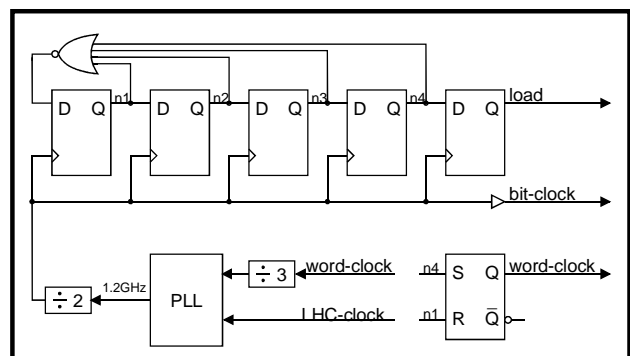 n1 n2 n3 n4 load
D Q D Q D Q D Q D Q
bit-clock
÷ 3 word-clock n4 S Q word-clock
÷ 2 1.2GHz PLL
LHC-clock n1 R Q̅